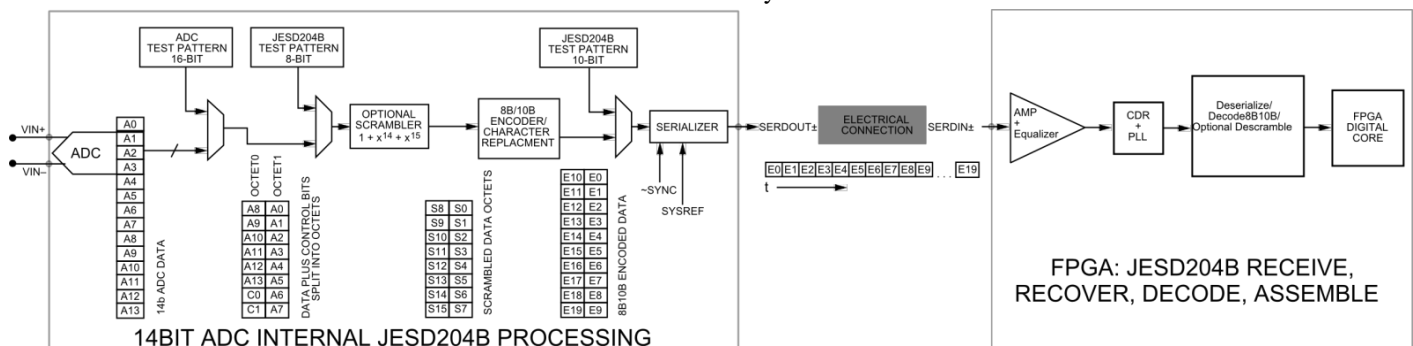 ADC
TEST PATTERN
16-BIT
JESD204B
TEST PATTERN
8-BIT
JESD204B
TEST PATTERN
10-BIT
VIN+
VIN–
ADC
A0
A1
A2
A3
A4
A5
A6
A7
A8
A9
A10
A11
A12
A13
14b ADC DATA
OCTET0
OCTET1
A8 A0
A9 A1
A10 A2
A11 A3
A12 A4
A13 A5
C0 A6
C1 A7
DATA PLUS CONTROL BITS
SPLIT INTO OCTETS
OPTIONAL
SCRAMBLER
1 + x14 + x15
S8 S0
S9 S1
S10 S2
S11 S3
S12 S4
S13 S5
S14 S6
S15 S7
SCRAMBLED DATA OCTETS
8B/10B
ENCODER/
CHARACTER
REPLACMENT
E10 E0
E11 E1
E12 E2
E13 E3
E14 E4
E15 E5
E16 E6
E17 E7
E18 E8
E19 E9
8B10B ENCODED DATA
SERIALIZER
~SYNC
SYSREF
14BIT ADC INTERNAL JESD204B PROCESSING
SERDOUT±
ELECTRICAL
CONNECTION
SERDIN±
E0 E1 E2 E3 E4 E5 E6 E7 E8 E9 . . . E19
t
AMP
+
Equalizer
CDR
+
PLL
Deserialize/
Decode8B10B/
Optional Descramble
FPGA
DIGITAL
CORE
FPGA: JESD204B RECEIVE,
RECOVER, DECODE, ASSEMBLE